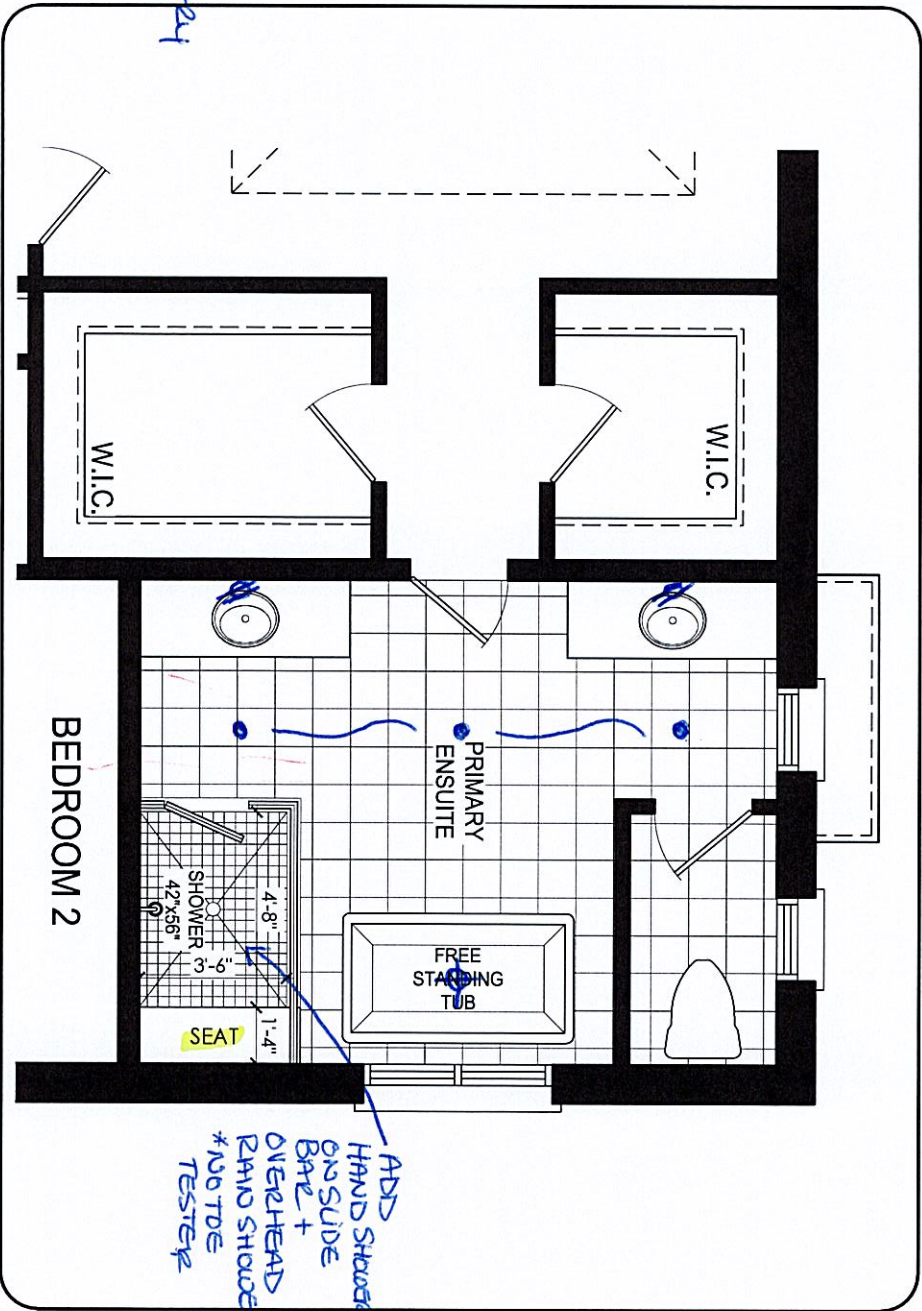 W.I.C.
W.I.C.
BEDROOM 2
PRIMARY
ENSUITE
SHOWER
42"x56"
4'-8"
3'-6"
1'-4"
SEAT
FREE
STANDING
TUB
ADD
HAND SHOWER
ON SLIDE
BAR +
OVERHEAD
RAIN SHOWE
*NO TOE
TESTER